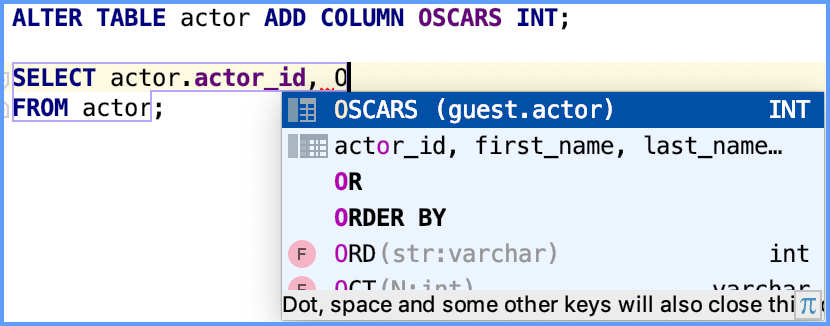 ALTER TABLE actor ADD COLUMN OSCARS INT;
SELECT actor.actor_id, O
FROM actor;
OSCARS (guest.actor) INT
actor_id, first_name, last_name…
OR
ORDER BY
F ORD(str:varchar) int
F OCT(N:int) varchar
Dot, space and some other keys will also close thi π